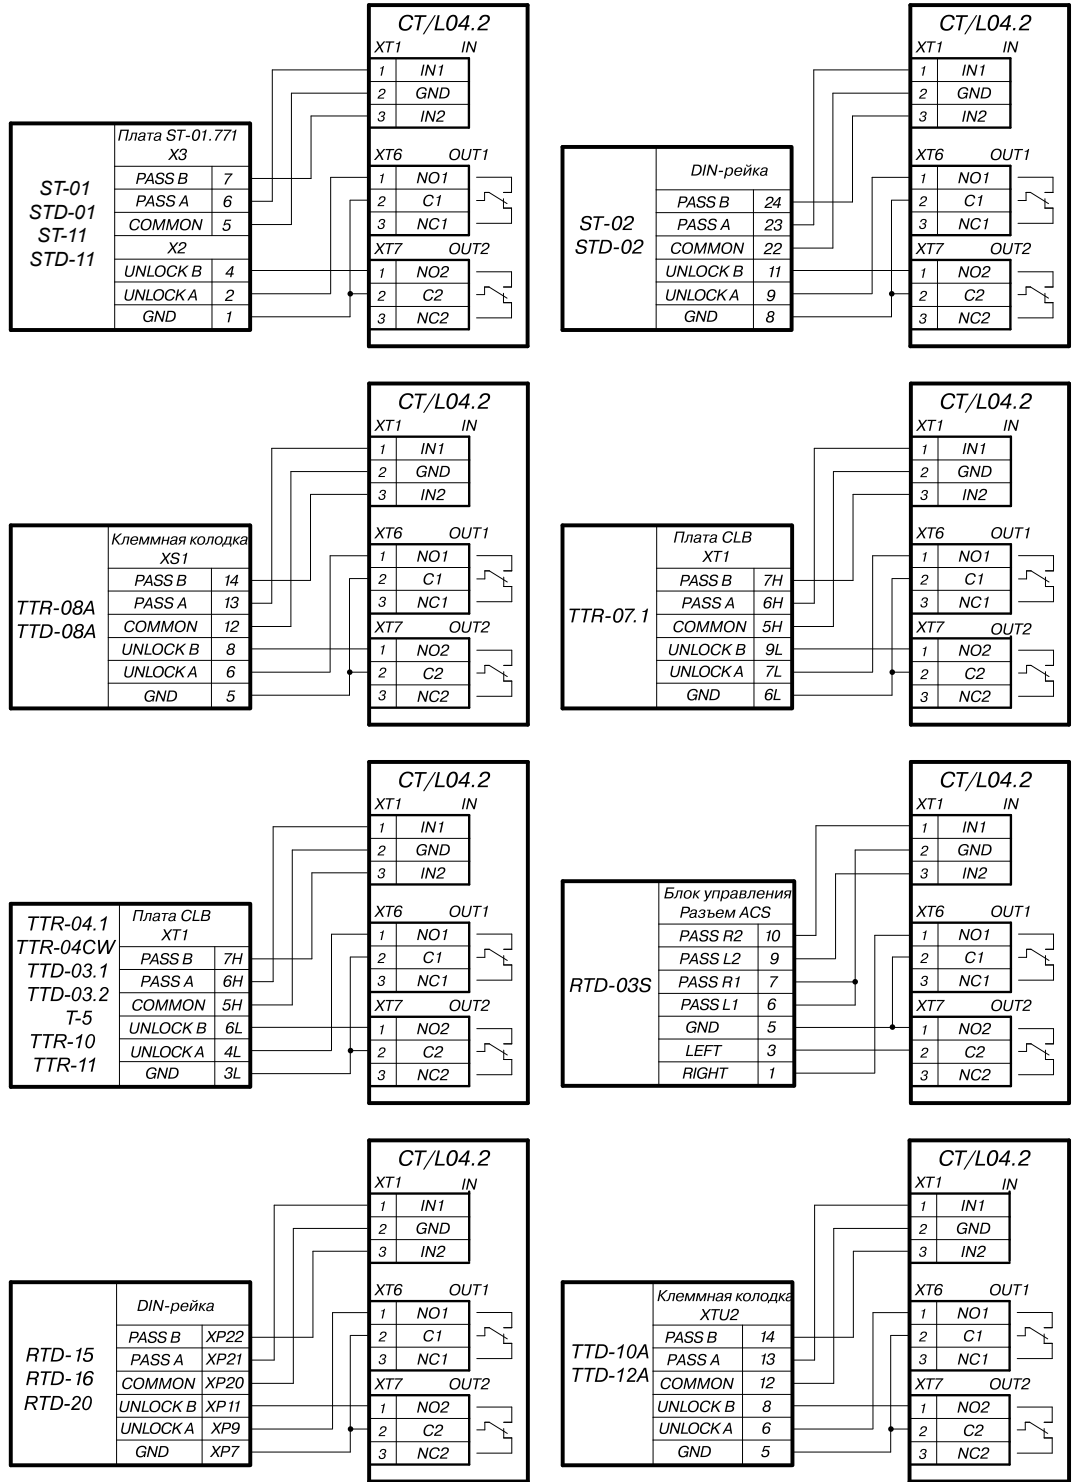 CT/L04.2
XT1 IN
1 IN1
2 GND
3 IN2
XT6 OUT1
1 NO1
2 C1
3 NC1
XT7 OUT2
1 NO2
2 C2
3 NC2
ST-01
STD-01
ST-11
STD-11
Плата ST-01.771
X3
PASS B 7
PASS A 6
COMMON 5
X2
UNLOCK B 4
UNLOCK A 2
GND 1
CT/L04.2
XT1 IN
1 IN1
2 GND
3 IN2
XT6 OUT1
1 NO1
2 C1
3 NC1
XT7 OUT2
1 NO2
2 C2
3 NC2
ST-02
STD-02
DIN-рейка
PASS B 24
PASS A 23
COMMON 22
UNLOCK B 11
UNLOCK A 9
GND 8
CT/L04.2
XT1 IN
1 IN1
2 GND
3 IN2
XT6 OUT1
1 NO1
2 C1
3 NC1
XT7 OUT2
1 NO2
2 C2
3 NC2
TTR-08A
TTD-08A
Клеммная колодка
XS1
PASS B 14
PASS A 13
COMMON 12
UNLOCK B 8
UNLOCK A 6
GND 5
CT/L04.2
XT1 IN
1 IN1
2 GND
3 IN2
XT6 OUT1
1 NO1
2 C1
3 NC1
XT7 OUT2
1 NO2
2 C2
3 NC2
TTR-07.1
Плата CLB
XT1
PASS B 7H
PASS A 6H
COMMON 5H
UNLOCK B 9L
UNLOCK A 7L
GND 6L
CT/L04.2
XT1 IN
1 IN1
2 GND
3 IN2
XT6 OUT1
1 NO1
2 C1
3 NC1
XT7 OUT2
1 NO2
2 C2
3 NC2
TTR-04.1
TTR-04CW
TTD-03.1
TTD-03.2
T-5
TTR-10
TTR-11
Плата CLB
XT1
PASS B 7H
PASS A 6H
COMMON 5H
UNLOCK B 6L
UNLOCK A 4L
GND 3L
CT/L04.2
XT1 IN
1 IN1
2 GND
3 IN2
XT6 OUT1
1 NO1
2 C1
3 NC1
XT7 OUT2
1 NO2
2 C2
3 NC2
RTD-03S
Блок управления
Разъем ACS
PASS R2 10
PASS L2 9
PASS R1 7
PASS L1 6
GND 5
LEFT 3
RIGHT 1
CT/L04.2
XT1 IN
1 IN1
2 GND
3 IN2
XT6 OUT1
1 NO1
2 C1
3 NC1
XT7 OUT2
1 NO2
2 C2
3 NC2
RTD-15
RTD-16
RTD-20
DIN-рейка
PASS B XP22
PASS A XP21
COMMON XP20
UNLOCK B XP11
UNLOCK A XP9
GND XP7
CT/L04.2
XT1 IN
1 IN1
2 GND
3 IN2
XT6 OUT1
1 NO1
2 C1
3 NC1
XT7 OUT2
1 NO2
2 C2
3 NC2
TTD-10A
TTD-12A
Клеммная колодка
XTU2
PASS B 14
PASS A 13
COMMON 12
UNLOCK B 8
UNLOCK A 6
GND 5